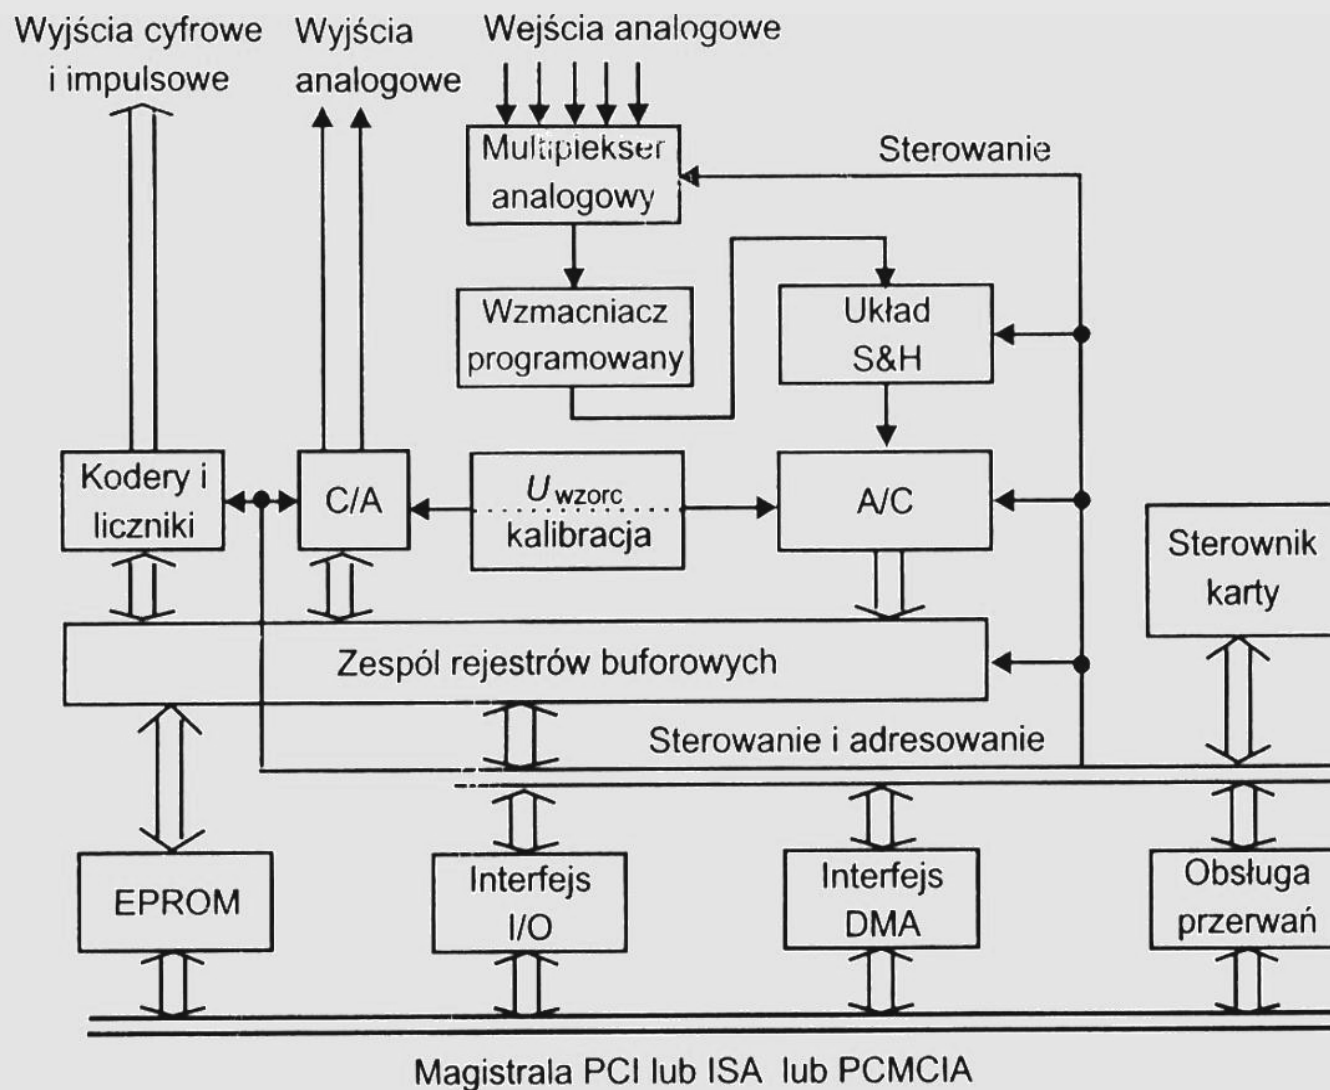 Wyjścia cyfrowe
i impulsowe
Wyjścia
analogowe
Wejścia analogowe
Multiplekser
analogowy
Sterowanie
Wzmacniacz
programowany
Układ
S&H
Kodery i
liczniki
C/A
U wzorc
kalibracja
A/C
Sterownik
karty
Zespól rejestrów buforowych
Sterowanie i adresowanie
EPROM
Interfejs
I/O
Interfejs
DMA
Obsługa
przerwań
Magistrala PCI lub ISA lub PCMCIA